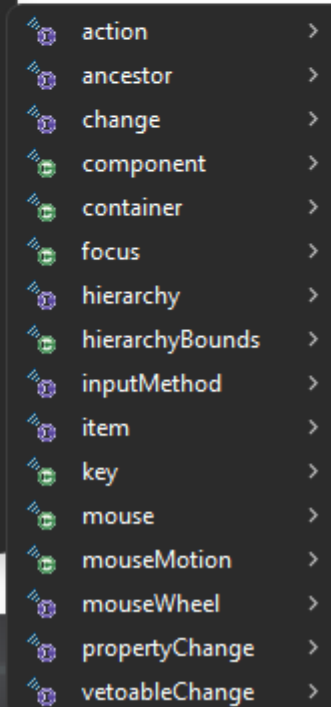 action
ancestor
change
component
container
focus
hierarchy
hierarchyBounds
inputMethod
item
key
mouse
mouseMotion
mouseWheel
propertyChange
vetoableChange